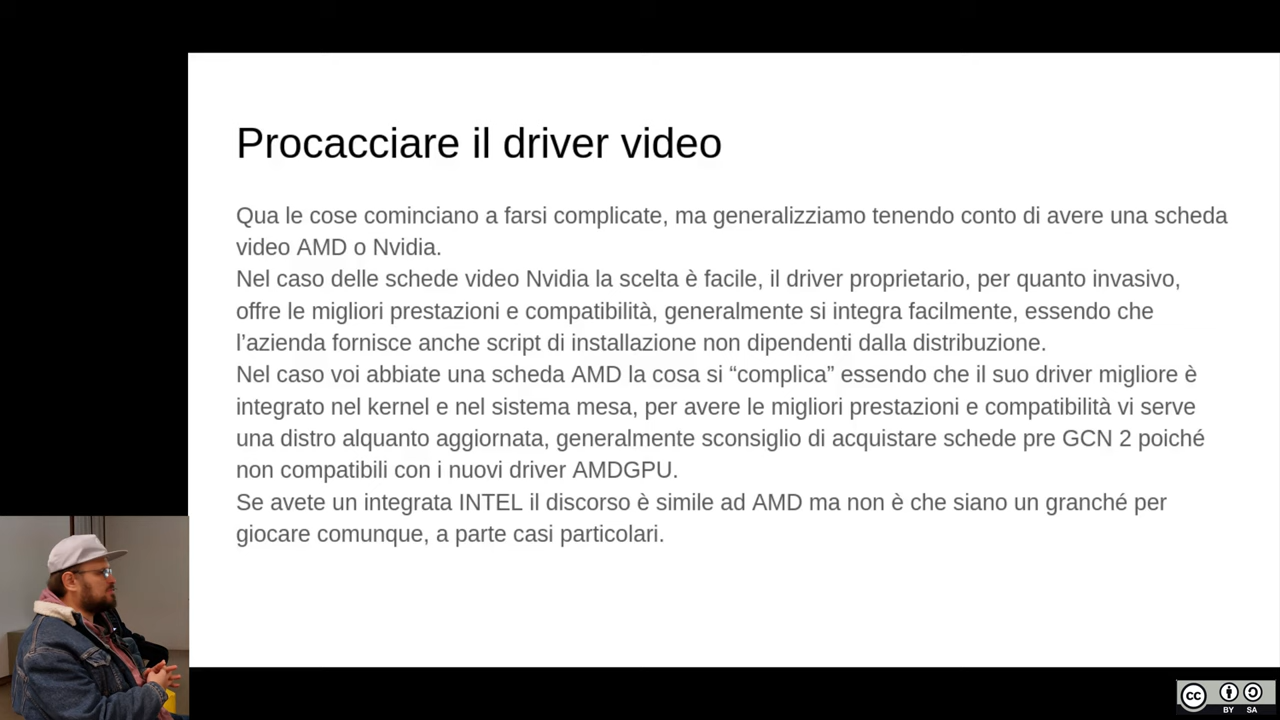 Procacciare il driver video
Qua le cose cominciano a farsi complicate, ma generalizziamo tenendo conto di avere una scheda
video AMD o Nvidia.
Nel caso delle schede video Nvidia la scelta è facile, il driver proprietario, per quanto invasivo,
offre le migliori prestazioni e compatibilità, generalmente si integra facilmente, essendo che
l’azienda fornisce anche script di installazione non dipendenti dalla distribuzione.
Nel caso voi abbiate una scheda AMD la cosa si “complica” essendo che il suo driver migliore è
integrato nel kernel e nel sistema mesa, per avere le migliori prestazioni e compatibilità vi serve
una distro alquanto aggiornata, generalmente sconsiglio di acquistare schede pre GCN 2 poiché
non compatibili con i nuovi driver AMDGPU.
Se avete un integrata INTEL il discorso è simile ad AMD ma non è che siano un granché per
giocare comunque, a parte casi particolari.
cc
BY SA